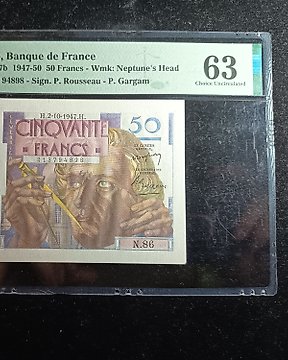 , Banque de France
7b 1947-50 50 Francs - Wmk: Neptune's Head
94898 - Sign. P. Rousseau - P. Gargam
63
Choice Uncirculated
H.2-10-1947.H.
CINQUANTE
FRANCS
50
N.86